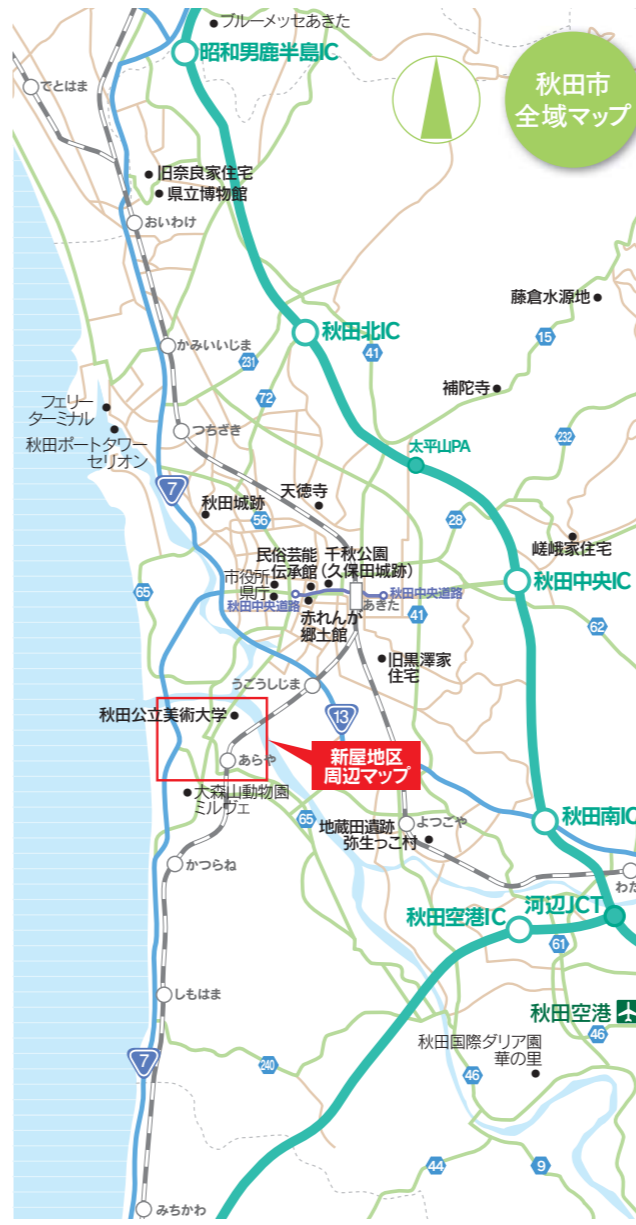 ブルーメッセあきた
昭和男鹿半島IC
秋田市
全域マップ
でとはま
旧奈良家住宅
県立博物館
おいわけ
藤倉水源地
秋田北IC
15
かみいいじま
41
231
補陀寺
72
フェリー
ターミナル
つちざき
232
秋田ポートタワー
セリオン
太平山PA
7
天徳寺
秋田城跡
56
28
嵯峨家住宅
民俗芸能
伝承館
千秋公園
(久保田城跡)
市役所
県庁
秋田中央IC
65
秋田中央道路
秋田中央道路
あきた
赤れんが
郷土館
41
62
旧黒澤家
住宅
うごうしじま
秋田公立美術大学
13
新屋地区
周辺マップ
あらや
大森山動物園
ミルヴェ
65
地蔵田遺跡
弥生っこ村
よつごや
秋田南IC
かつらね
わだ
秋田空港IC
河辺JCT
61
しもはま
秋田空港
46
秋田国際ダリア園
華の里
7
240
46
44
9
みちかわ